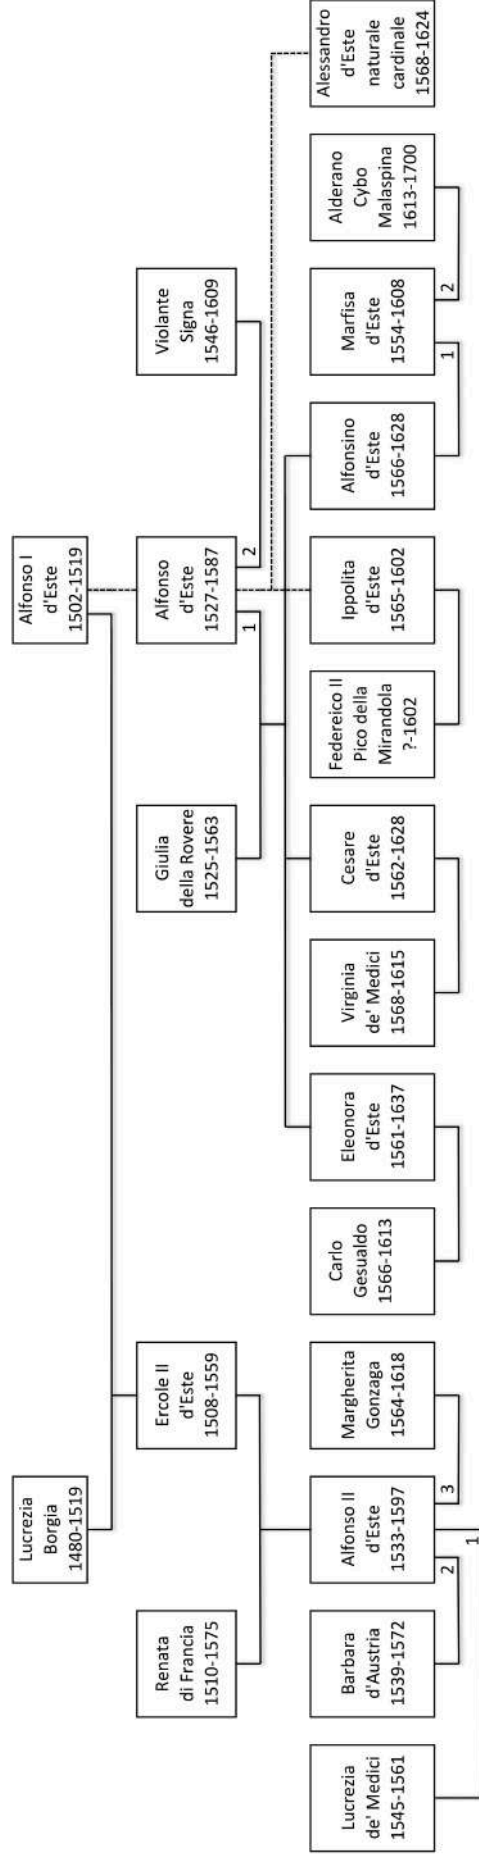 Lucrezia
Borgia
1480-1519
Alfonso I
d'Este
1502-1519
Renata
di Francia
1510-1575
Ercole II
d'Este
1508-1559
Giulia
della Rovere
1525-1563
Alfonso
d'Este
1527-1587
Violante
Signa
1546-1609
1
2
Lucrezia
de' Medici
1545-1561
Barbara
d'Austria
1539-1572
Alfonso II
d'Este
1533-1597
Margherita
Gonzaga
1564-1618
Carlo
Gesualdo
1566-1613
Eleonora
d'Este
1561-1637
Virginia
de' Medici
1568-1615
Cesare
d'Este
1562-1628
Federeico II
Pico della
Mirandola
?-1602
Ippolita
d'Este
1565-1602
Alfonsino
d'Este
1566-1628
Marfisa
d'Este
1554-1608
Alderano
Cybo
Malaspina
1613-1700
Alessandro
d'Este
naturale
cardinale
1568-1624
2
3
1
2
1